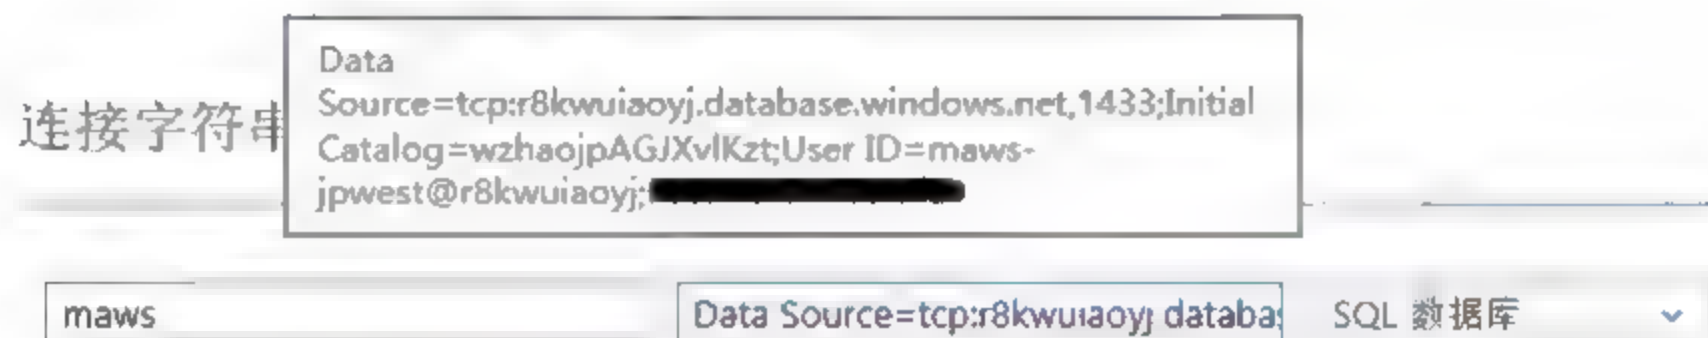 Data
Source=tcp:r8kwuiaoyj.database.windows.net,1433;Initial
连接字符串
Catalog=wzhaojpAGJXvlKzt;User ID=maws-
jpwest@r8kwuiaoyj;
maws
Data Source=tcp:r8kwuiaoyj databa
SQL 数据库